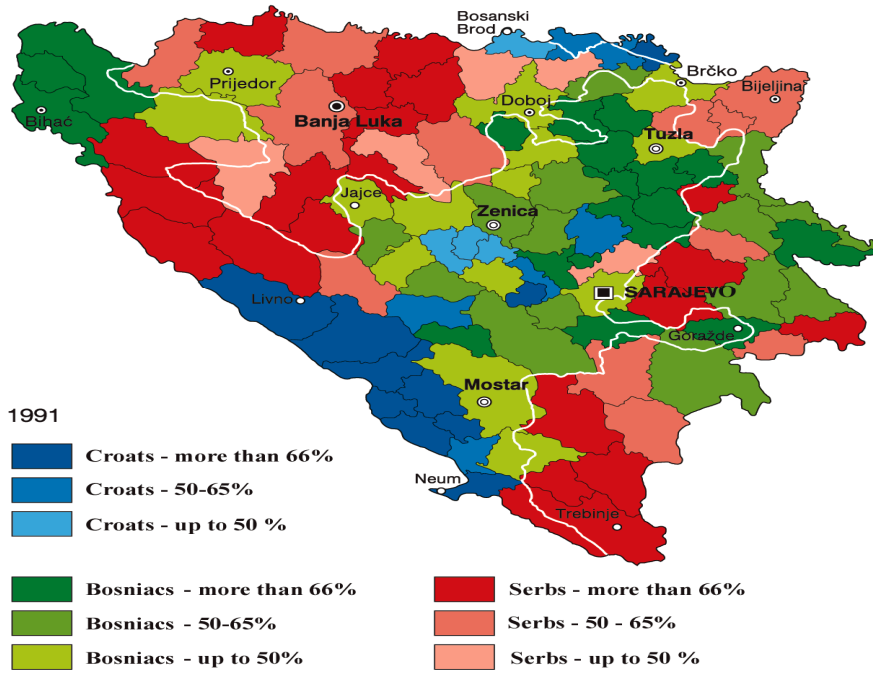 Bosanski
Brod
Prijedor
Brčko
Bijeljina
Doboj
Banja Luka
Bihać
Tuzla
Jajce
Zenica
Livno
SARAJEVO
Goražde
Mostar
1991
Croats - more than 66%
Croats - 50-65%
Croats - up to 50 %
Neum
Trebinje
Bosniacs - more than 66%
Bosniacs - 50-65%
Bosniacs - up to 50%
Serbs - more than 66%
Serbs - 50 - 65%
Serbs - up to 50 %